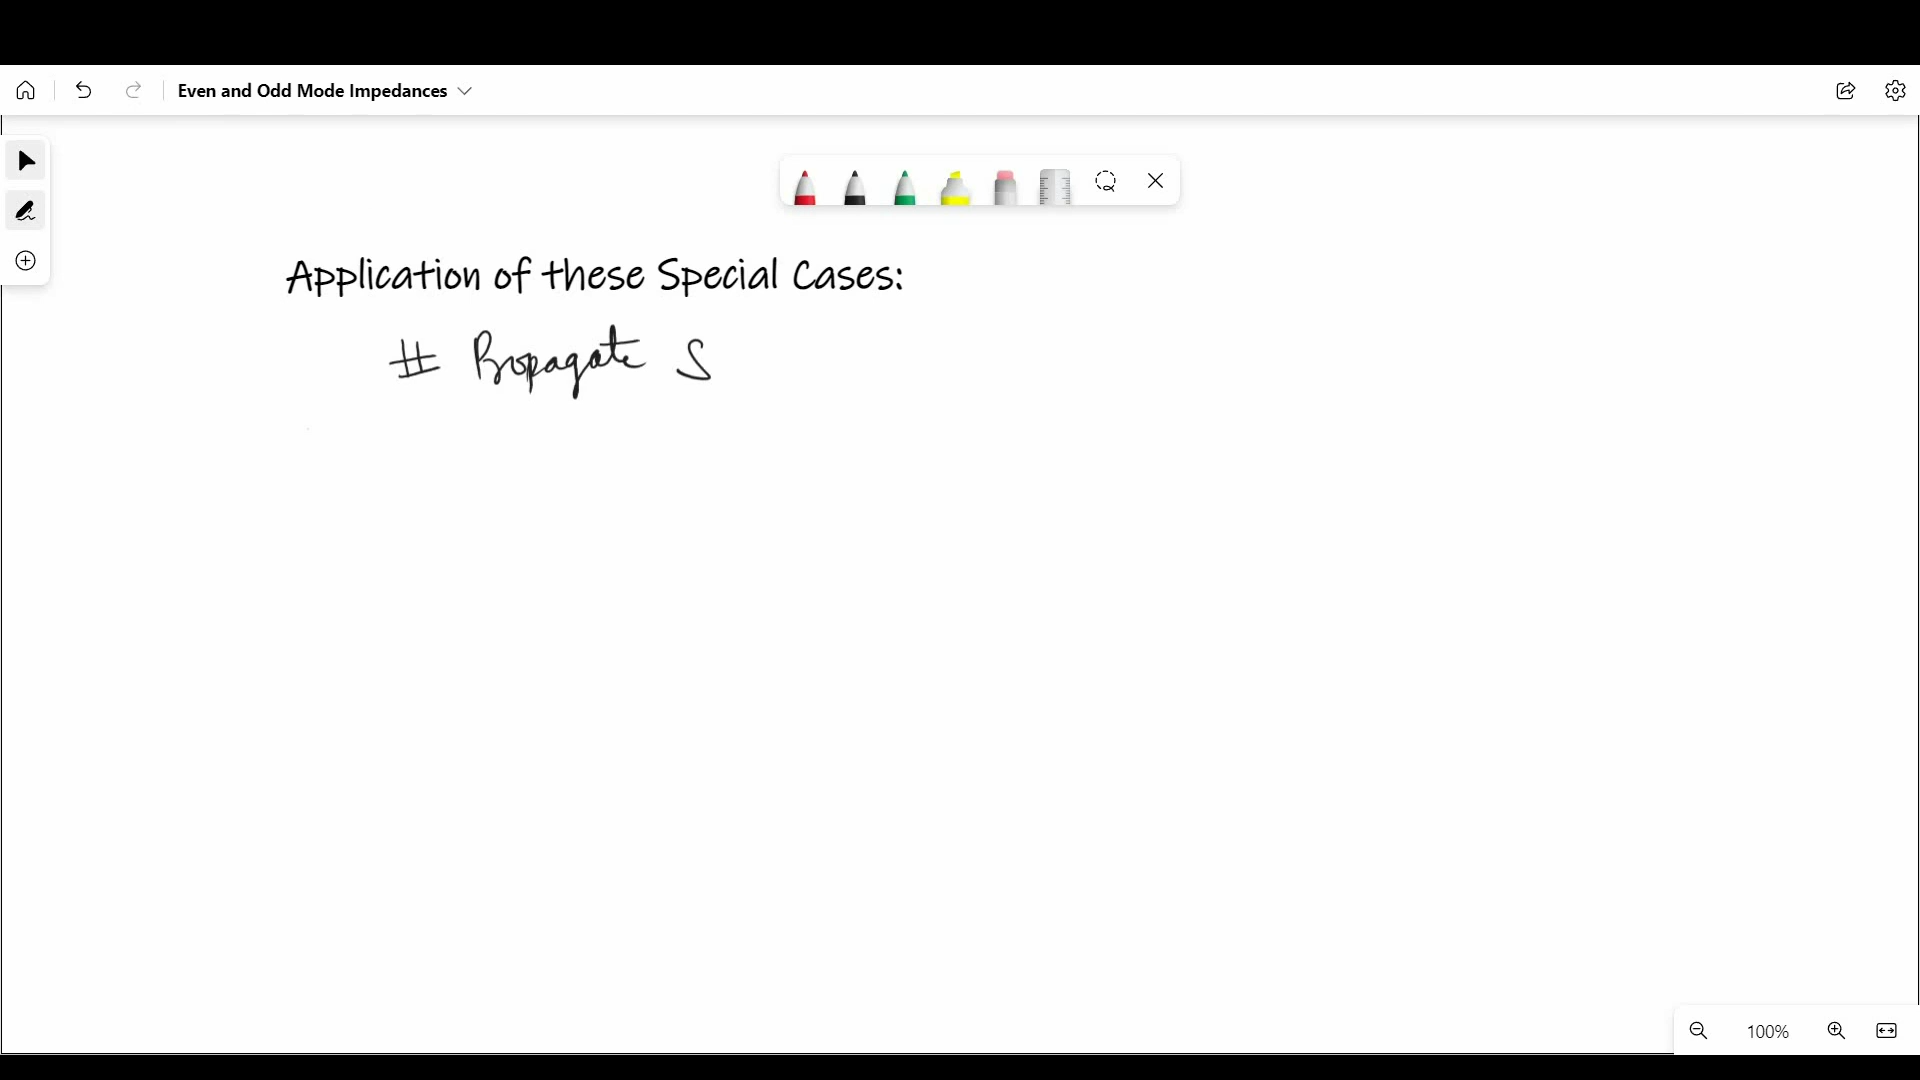 Even and Odd Mode Impedances
Application of these Special Cases:
# Propagate S
100%